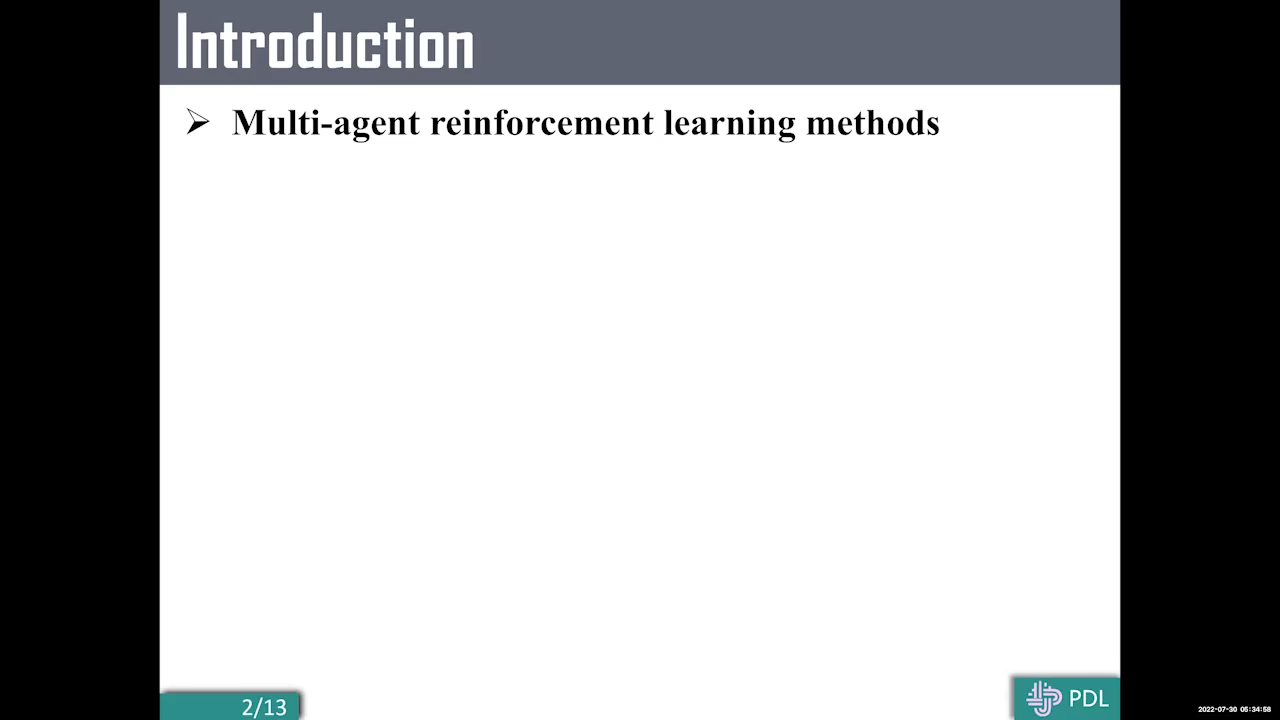 Introduction
➢ Multi-agent reinforcement learning methods
2/13
PDL
2022-07-30 05:34:58